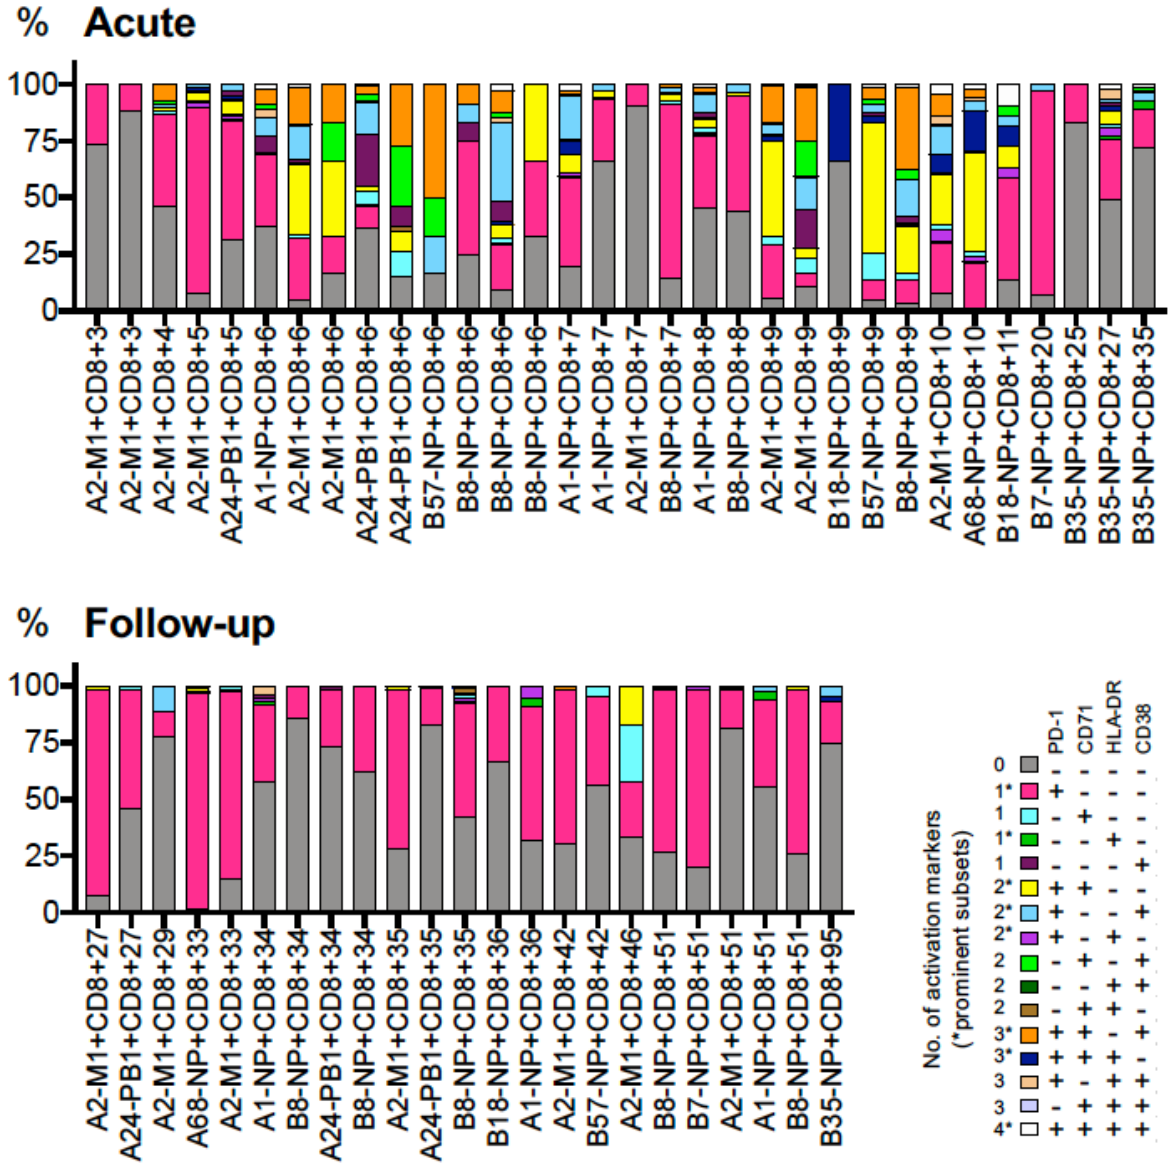 % Acute
100
75
50
25
0
A2-M1+CD8+3
A2-M1+CD8+3
A2-M1+CD8+4
A2-M1+CD8+5
A24-PB1+CD8+5
A1-NP+CD8+6
A2-M1+CD8+6
A2-M1+CD8+6
A24-PB1+CD8+6
A24-PB1+CD8+6
B57-NP+CD8+6
B8-NP+CD8+6
B8-NP+CD8+6
B8-NP+CD8+6
A1-NP+CD8+7
A1-NP+CD8+7
A2-M1+CD8+7
B8-NP+CD8+7
A1-NP+CD8+8
B8-NP+CD8+8
A2-M1+CD8+9
A2-M1+CD8+9
B18-NP+CD8+9
B57-NP+CD8+9
B8-NP+CD8+9
A2-M1+CD8+10
A68-NP+CD8+10
B18-NP+CD8+11
B7-NP+CD8+20
B35-NP+CD8+25
B35-NP+CD8+27
B35-NP+CD8+35
% Follow-up
100
75
50
25
0
A2-M1+CD8+27
A24-PB1+CD8+27
A2-M1+CD8+29
A68-NP+CD8+33
A2-M1+CD8+33
A1-NP+CD8+34
B8-NP+CD8+34
A24-PB1+CD8+34
B8-NP+CD8+34
A2-M1+CD8+35
A24-PB1+CD8+35
B8-NP+CD8+35
B18-NP+CD8+36
A1-NP+CD8+36
A2-M1+CD8+42
B57-NP+CD8+42
A2-M1+CD8+46
B8-NP+CD8+51
B7-NP+CD8+51
A2-M1+CD8+51
A1-NP+CD8+51
B8-NP+CD8+51
B35-NP+CD8+95
No. of activation markers
(*prominent subsets)
PD-1 CD71 HLA-DR CD38
0 - - - -
1* + - - -
1 - + - -
1* - - + -
1 - - - +
2* + + - -
2* + - - +
2* + - + -
2 - + - +
2 - - + +
2 - + + -
3* + + - +
3* + + + -
3 + - + +
3 - + + +
4* + + + +